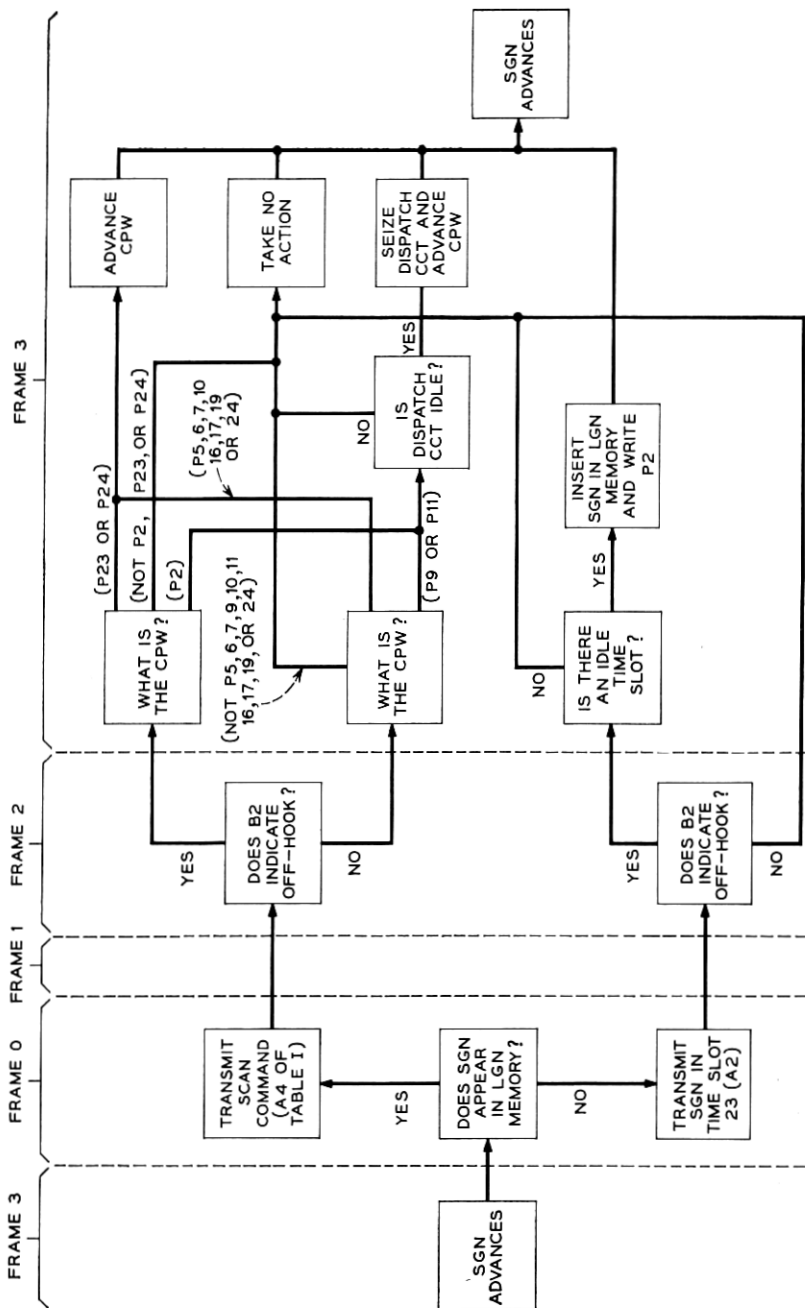 FRAME 3
FRAME 0
FRAME 1
FRAME 2
FRAME 3
SGN
ADVANCES
TRANSMIT
SCAN
COMMAND
(A4 OF
TABLE I)
YES
DOES SGN
APPEAR
IN LGN
MEMORY?
NO
TRANSMIT
SGN IN
TIME SLOT
23 (A2)
YES
DOES B2
INDICATE
OFF-HOOK?
NO
YES
DOES B2
INDICATE
OFF-HOOK?
NO
WHAT IS
THE CPW?
(P23 OR P24)
(NOT P2, P23, OR P24)
(P2)
(P5,6,7,10
16,17,19
OR 24)
(NOT P5,6,7,9,10,11
16,17,19, OR 24)
WHAT IS
THE CPW?
(P9 OR P11)
NO
IS
DISPATCH
CCT IDLE?
YES
NO
IS THERE
AN IDLE
TIME
SLOT?
YES
INSERT
SGN IN LGN
MEMORY
AND WRITE
P2
ADVANCE
CPW
TAKE NO
ACTION
SEIZE
DISPATCH
CCT AND
ADVANCE
CPW
SGN
ADVANCES